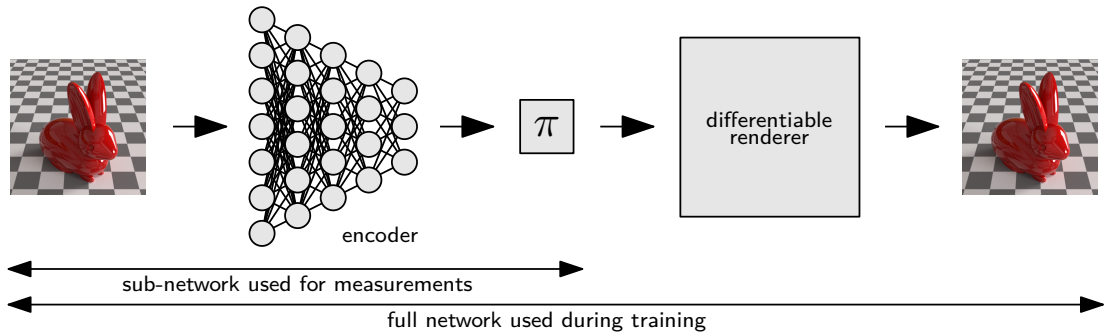 π
differentiable
renderer
encoder
sub-network used for measurements
full network used during training